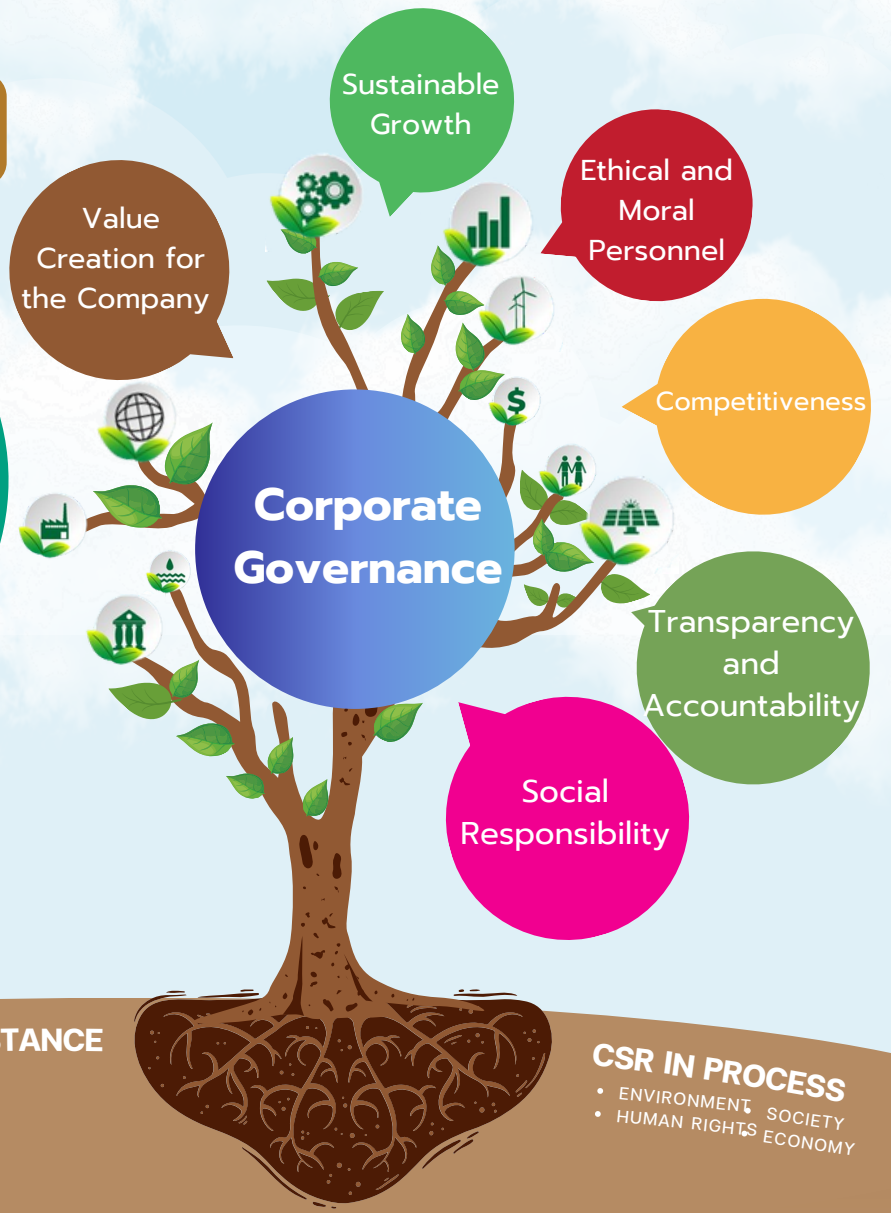 Sustainable
Growth
Ethical and
Moral
Personnel
Value
Creation for
the Company
Competitiveness
Corporate
Governance
Transparency
and
Accountability
Social
Responsibility
TANCE
CSR IN PROCESS
• ENVIRONMENT
• SOCIETY
• HUMAN RIGHTS
• ECONOMY
$